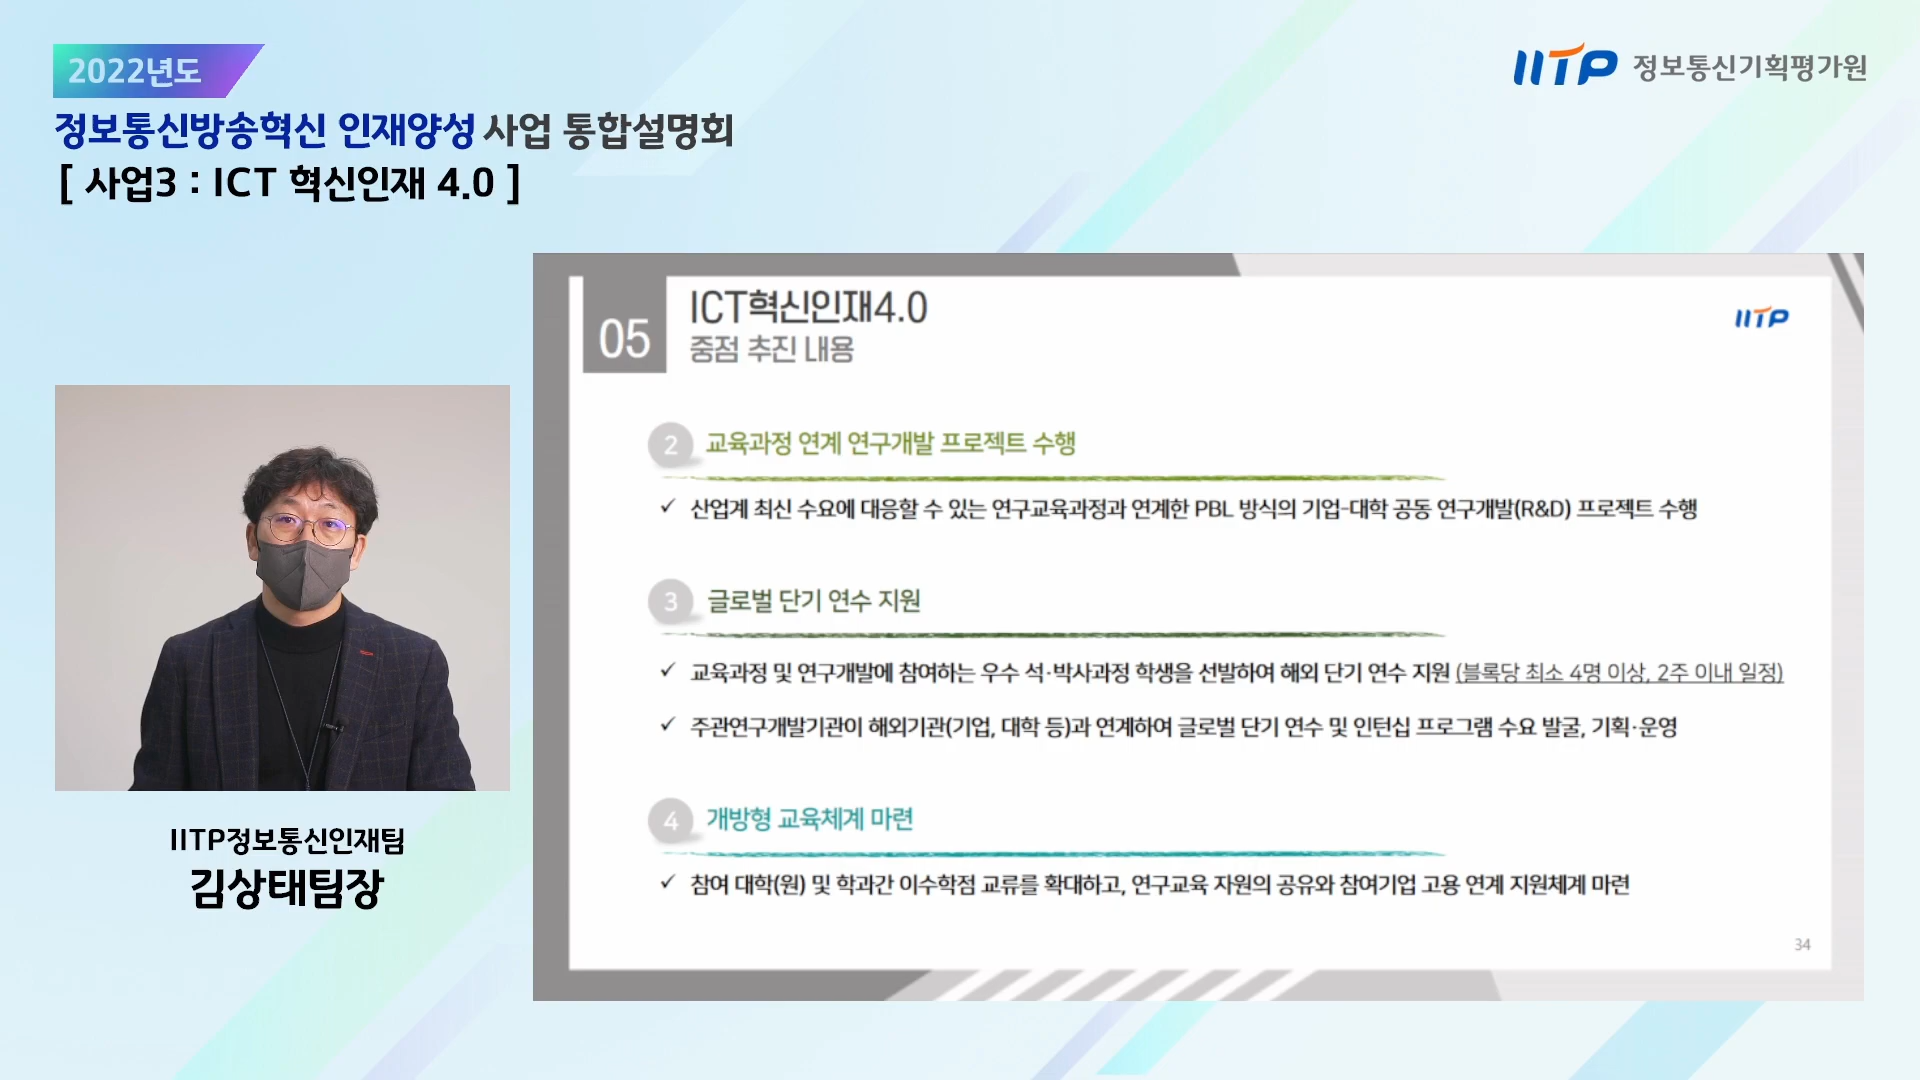 2022년도
정보통신방송혁신 인재양성 사업 통합설명회
[ 사업3 : ICT 혁신인재 4.0 ]
IITP 정보통신기획평가원
05
ICT혁신인재4.0
중점 추진 내용
IITP
2 교육과정 연계 연구개발 프로젝트 수행
✓ 산업계 최신 수요에 대응할 수 있는 연구교육과정과 연계한 PBL 방식의 기업-대학 공동 연구개발(R&D) 프로젝트 수행
3 글로벌 단기 연수 지원
✓ 교육과정 및 연구개발에 참여하는 우수 석·박사과정 학생을 선발하여 해외 단기 연수 지원 (블록당 최소 4명 이상, 2주 이내 일정)
✓ 주관연구개발기관이 해외기관(기업, 대학 등)과 연계하여 글로벌 단기 연수 및 인턴십 프로그램 수요 발굴, 기획·운영
4 개방형 교육체계 마련
✓ 참여 대학(원) 및 학과간 이수학점 교류를 확대하고, 연구교육 자원의 공유와 참여기업 고용 연계 지원체계 마련
34
IITP정보통신인재팀
김상태팀장